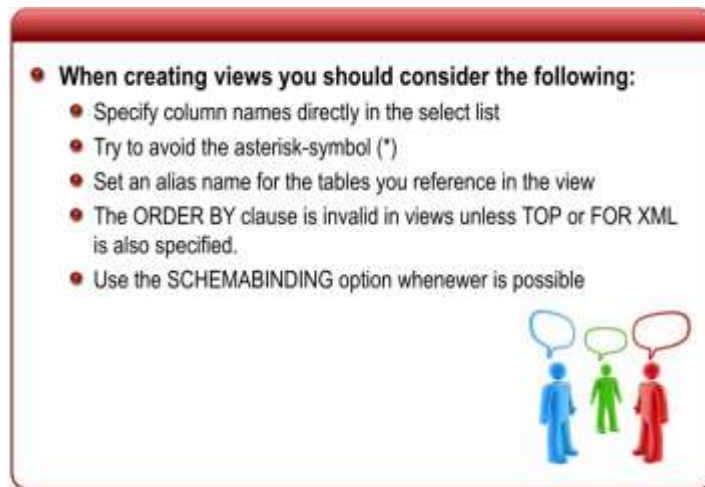 When creating views you should consider the following:
Specify column names directly in the select list
Try to avoid the asterisk-symbol (*)
Set an alias name for the tables you reference in the view
The ORDER BY clause is invalid in views unless TOP or FOR XML
is also specified.
Use the SCHEMABINDING option whenewer is possible